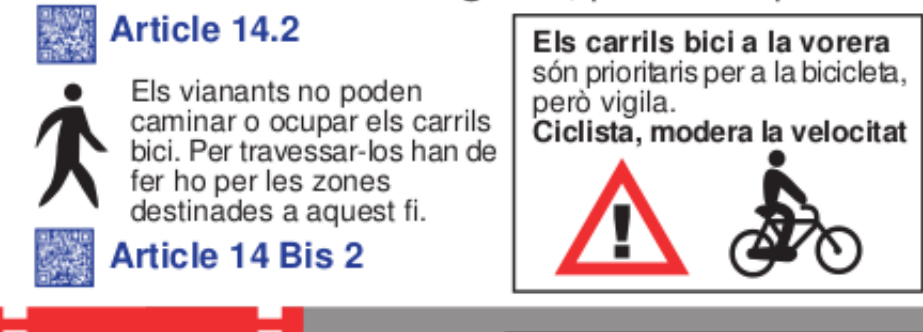 Article 14.2
Els vianants no poden
caminar o ocupar els carrils
bici. Per travessar-los han de
fer ho per les zones
destinades a aquest fi.
Article 14 Bis 2
Els carrils bici a la vorera
són prioritaris per a la bicicleta,
però vigila.
Ciclista, modera la velocitat
!